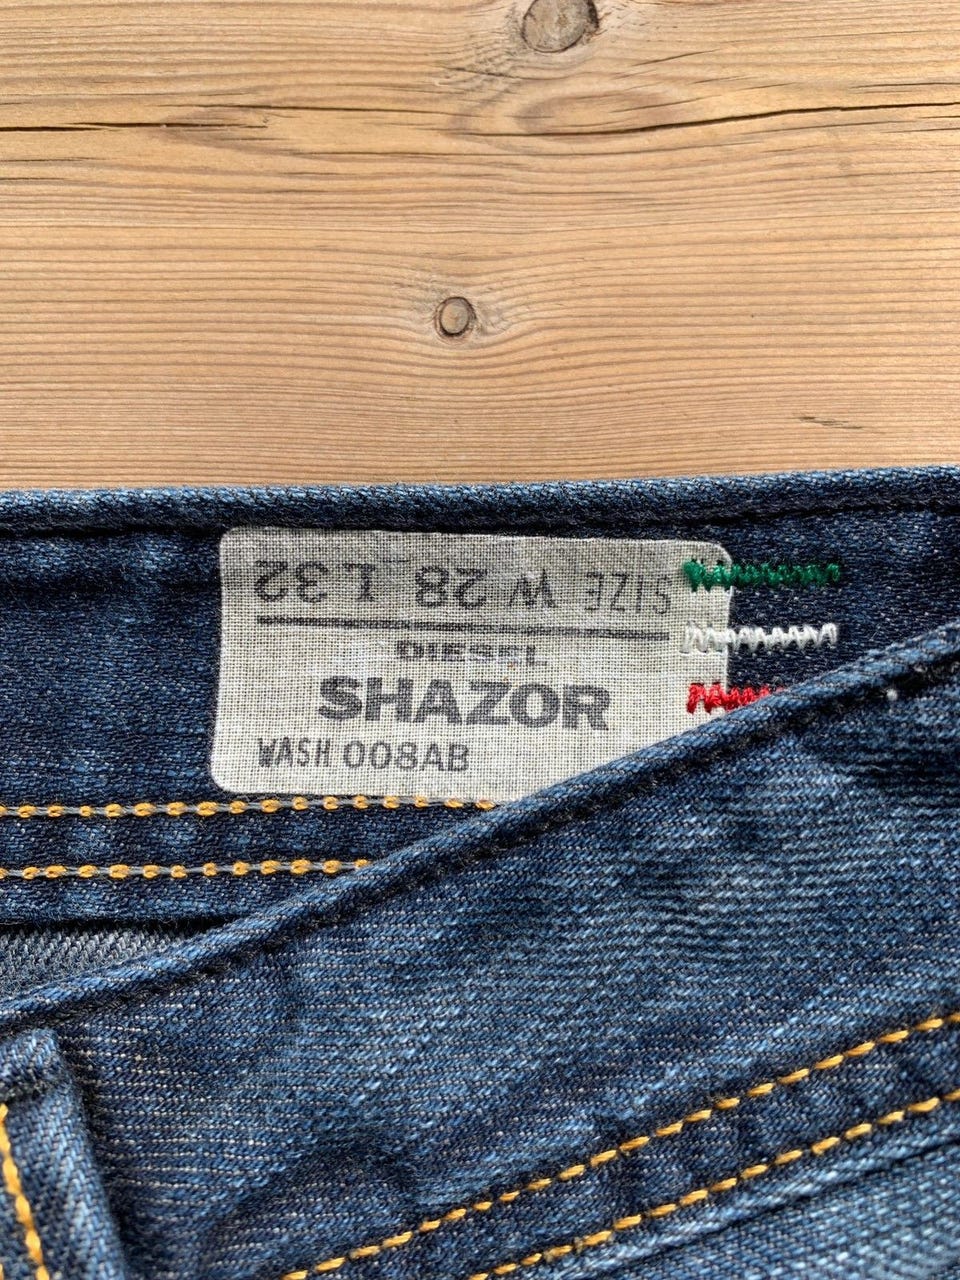 SIZE W 28 L 32
DIESEL
SHAZOR
WASH 008AB